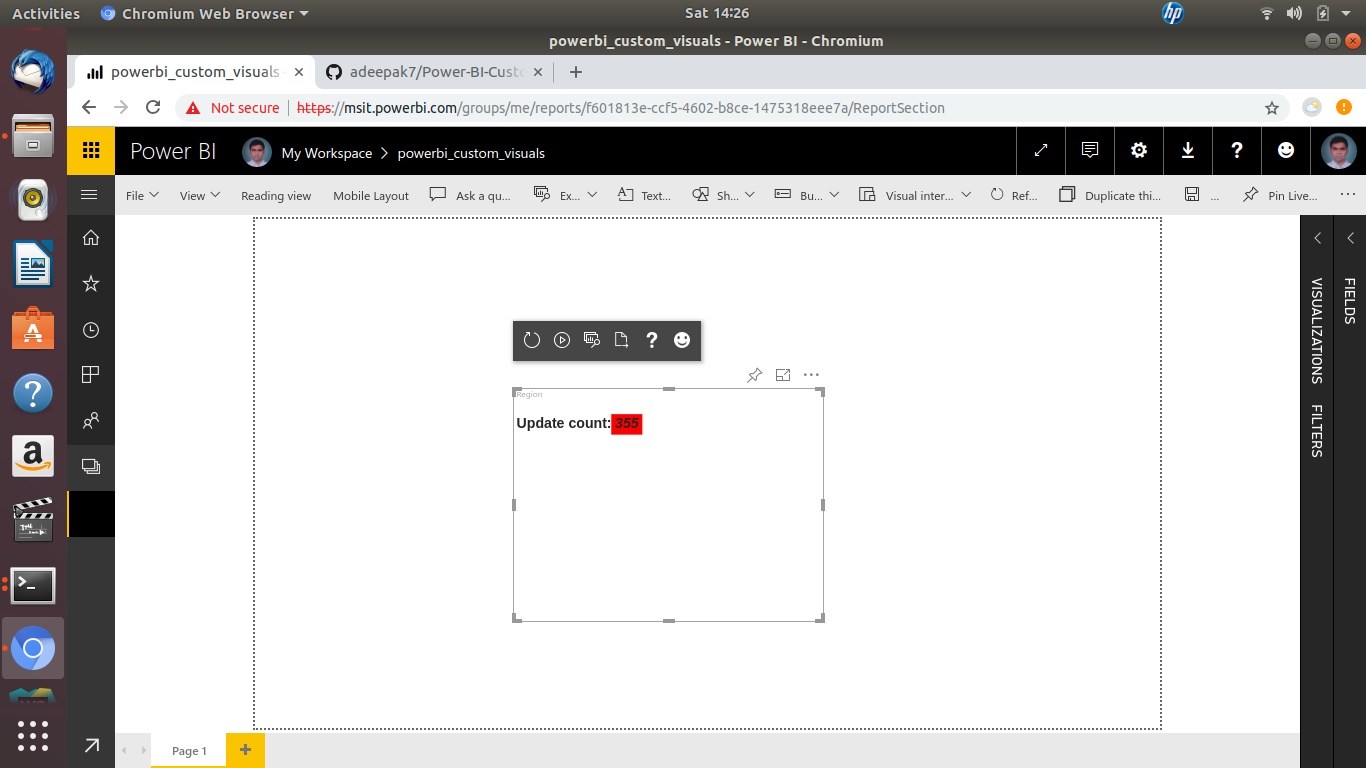 Activities
Chromium Web Browser
Sat 14:26
powerbi_custom_visuals - Power BI - Chromium
powerbi_custom_visuals
adeepak7/Power-BI-Custo
Not secure
https://msit.powerbi.com/groups/me/reports/f601813e-ccf5-4602-b8ce-1475318eee7a/ReportSection
Power BI
My Workspace > powerbi_custom_visuals
File
View
Reading view
Mobile Layout
Ask a qu...
Ex...
Text...
Sh...
Bu...
Visual inter...
Ref...
Duplicate thi...
...
Pin Live...
Region
Update count: 355
VISUALIZATIONS
FILTERS
FIELDS
Page 1